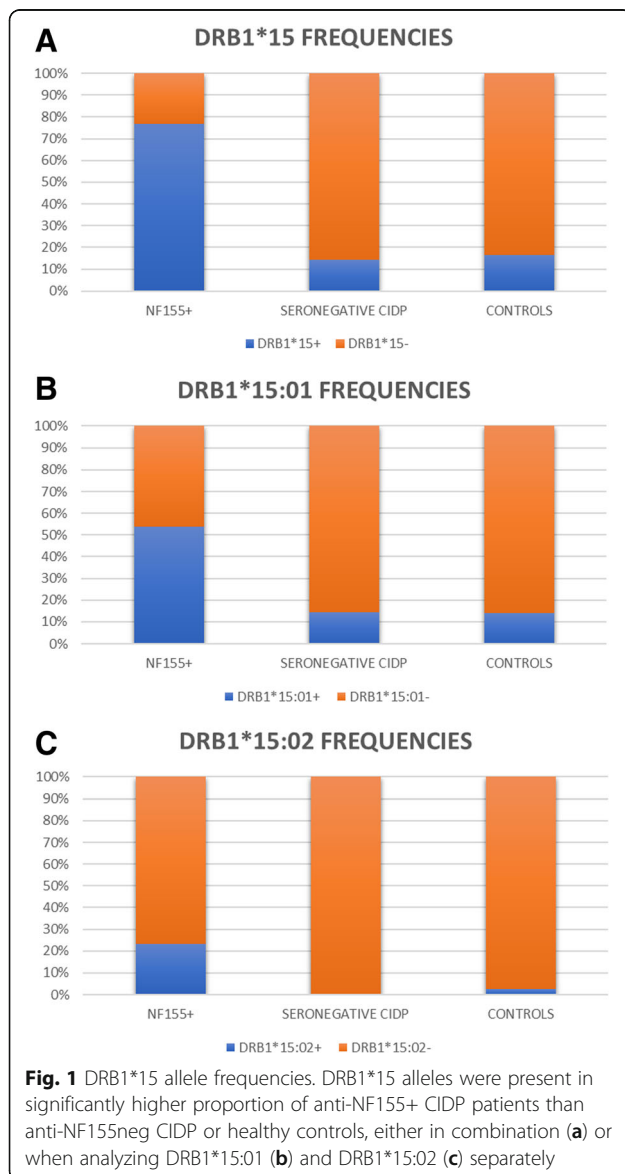 A
DRB1*15 FREQUENCIES
100%
90%
80%
70%
60%
50%
40%
30%
20%
10%
0%
NF155+ SERONEGATIVE CIDP CONTROLS
DRB1*15+ DRB1*15-
B
DRB1*15:01 FREQUENCIES
100%
90%
80%
70%
60%
50%
40%
30%
20%
10%
0%
NF155+ SERONEGATIVE CIDP CONTROLS
DRB1*15:01+ DRB1*15:01-
C
DRB1*15:02 FREQUENCIES
100%
90%
80%
70%
60%
50%
40%
30%
20%
10%
0%
NF155+ SERONEGATIVE CIDP CONTROLS
DRB1*15:02+ DRB1*15:02-
Fig. 1 DRB1*15 allele frequencies. DRB1*15 alleles were present in
significantly higher proportion of anti-NF155+ CIDP patients than
anti-NF155neg CIDP or healthy controls, either in combination (a) or
when analyzing DRB1*15:01 (b) and DRB1*15:02 (c) separately